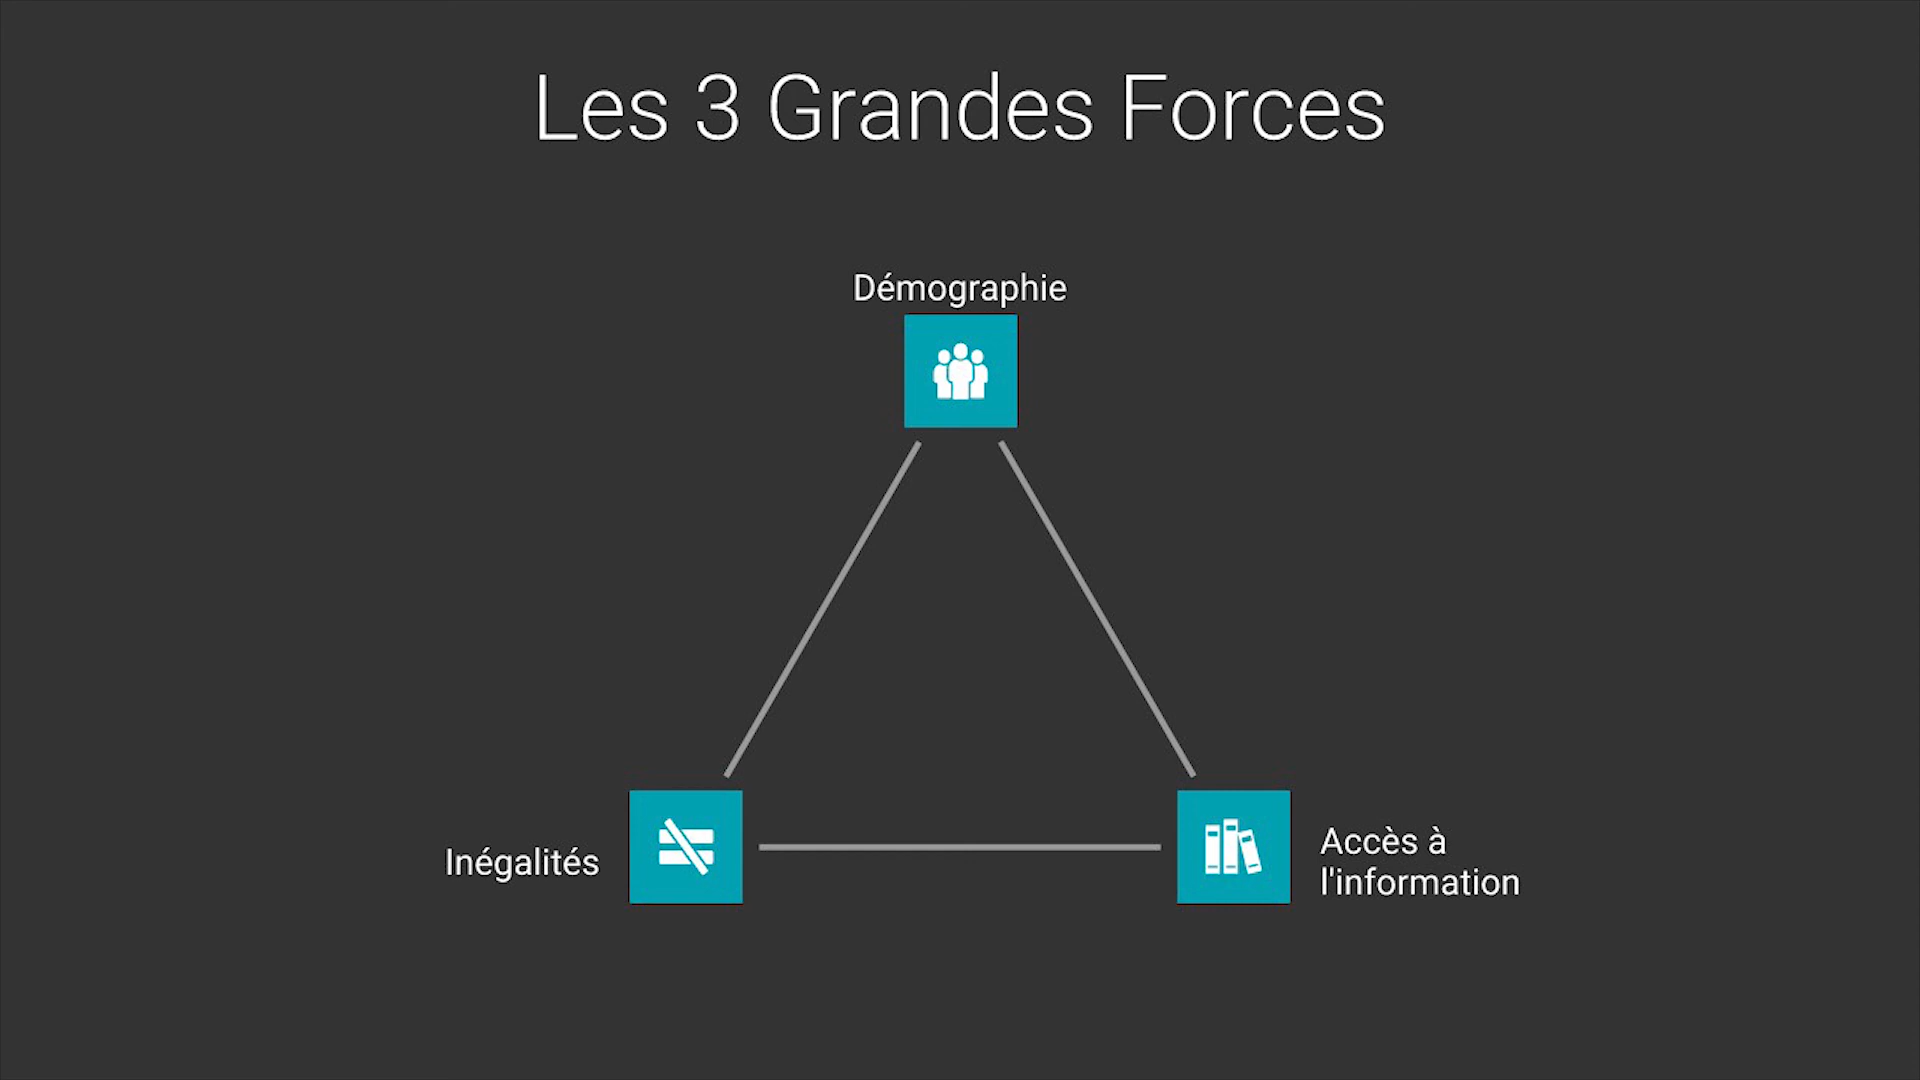 Les 3 Grandes Forces
Démographie
Inégalités
Accès à
l'information